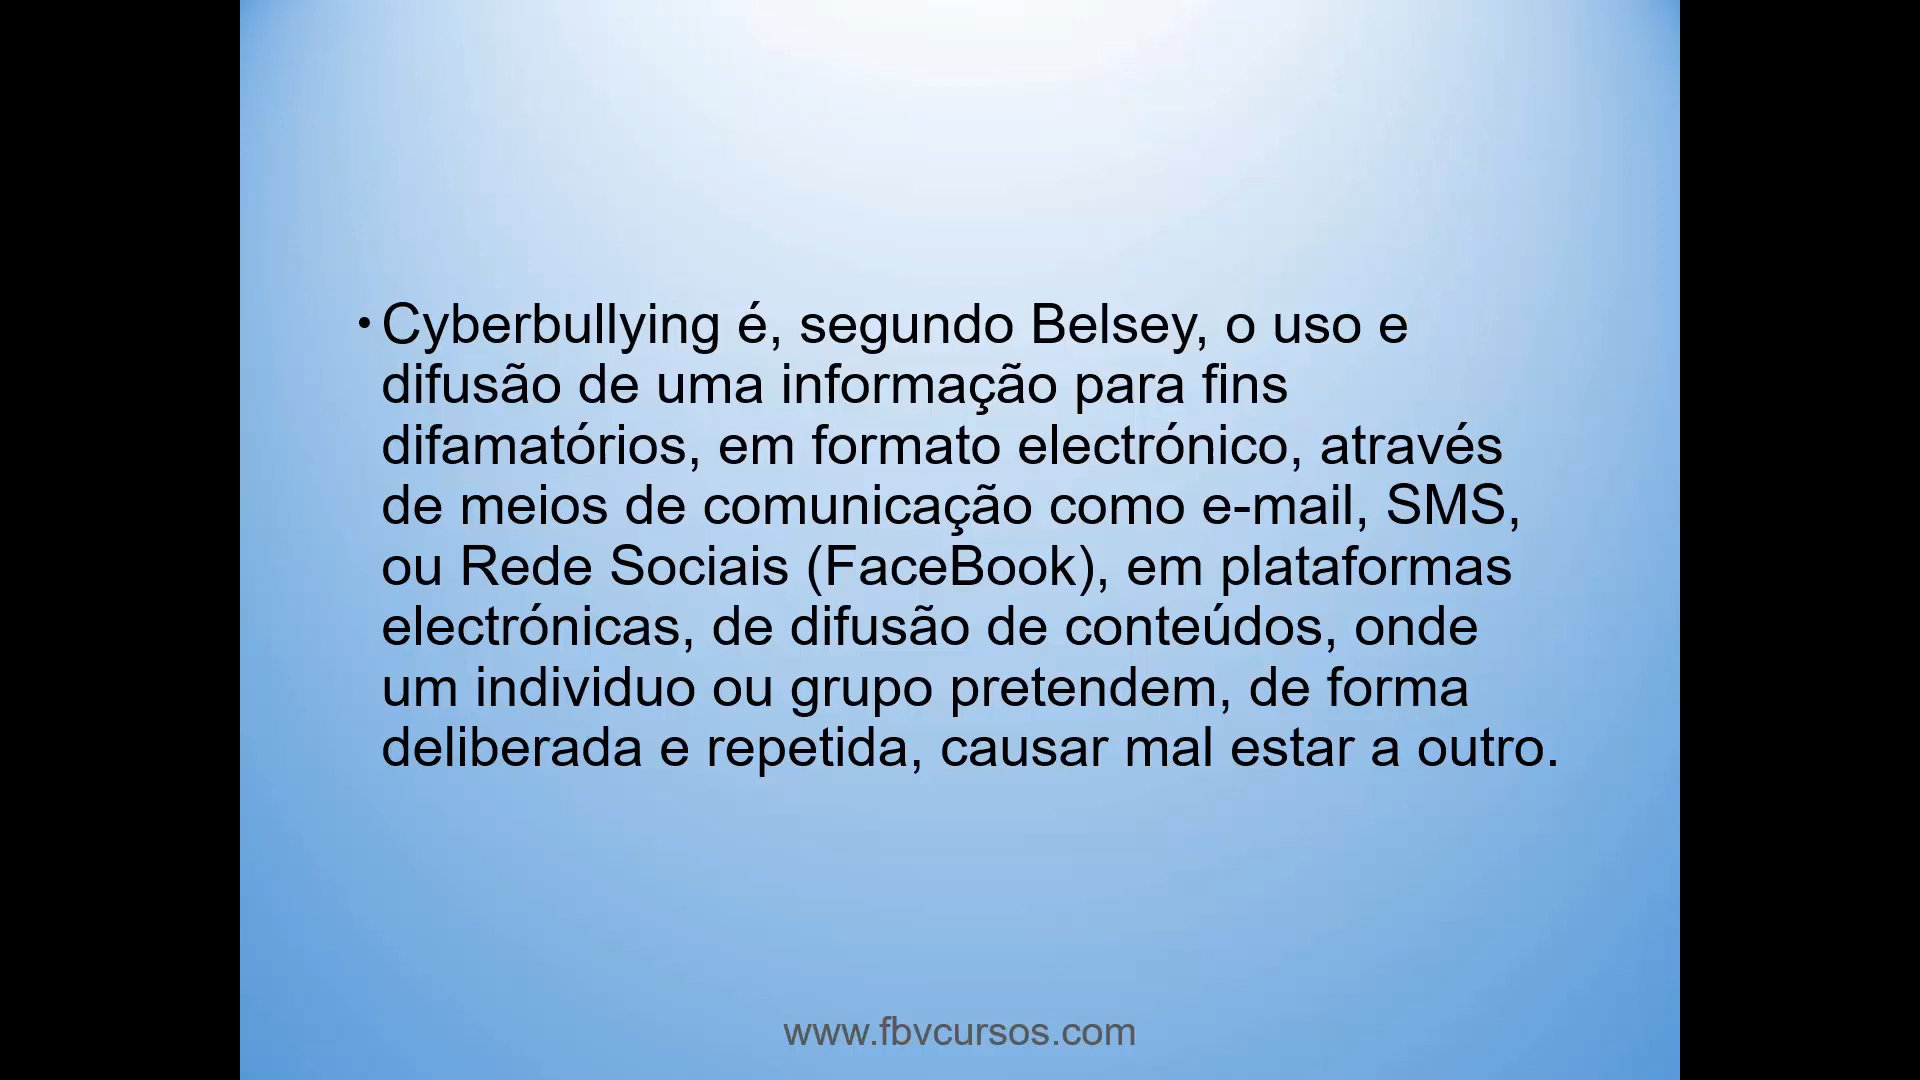 • Cyberbullying é, segundo Belsey, o uso e
difusão de uma informação para fins
difamatórios, em formato electrónico, através
de meios de comunicação como e-mail, SMS,
ou Rede Sociais (FaceBook), em plataformas
electrónicas, de difusão de conteúdos, onde
um individuo ou grupo pretendem, de forma
deliberada e repetida, causar mal estar a outro.
www.fbvcursos.com